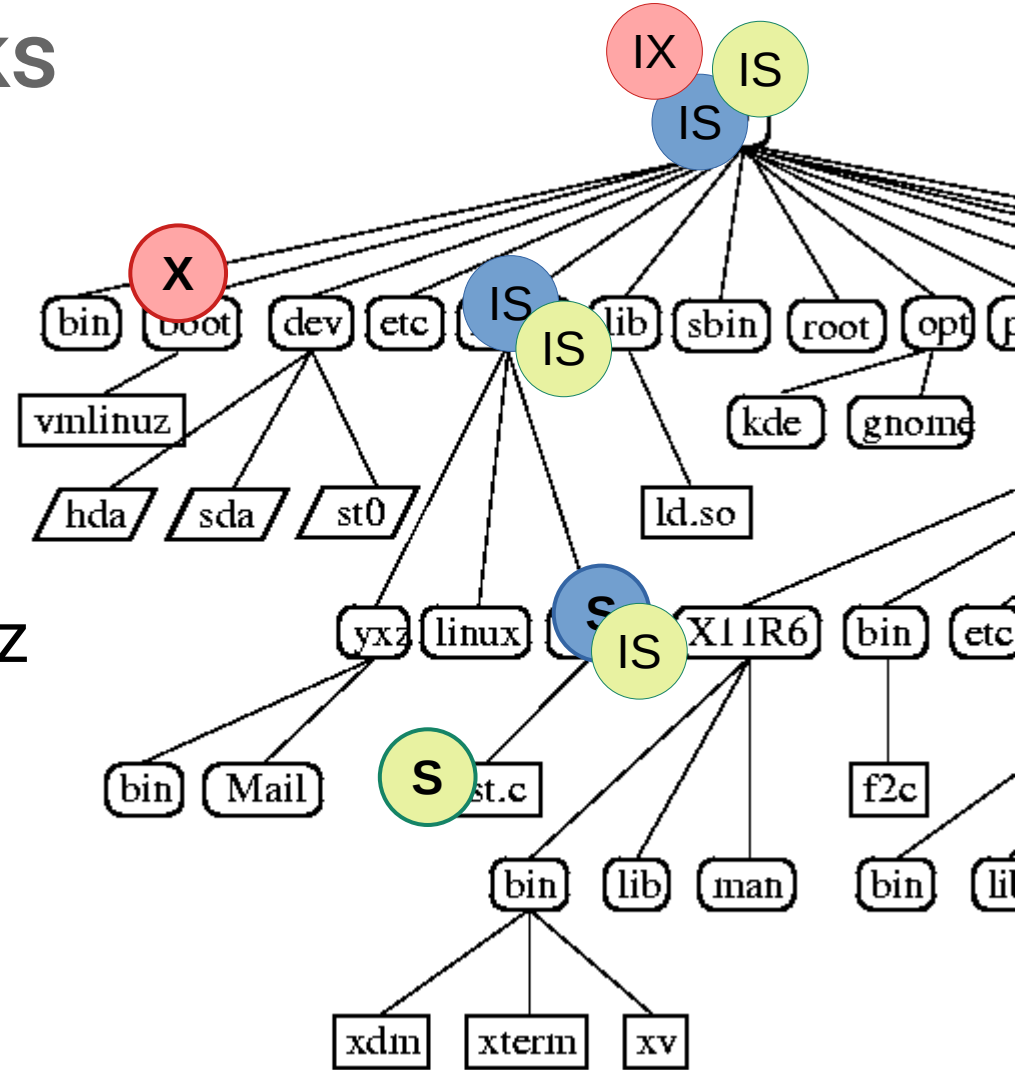 KS
IX
IS
IS
X
IS
IS
bin
boot
dev
etc
lib
sbin
root
opt
p
vmlinuz
kde
gnome
hda
sda
st0
ld.so
S
IS
z
yxz
linux
X11R6
bin
etc
S
bin
Mail
st.c
f2c
bin
lib
man
bin
lib
xdm
xterm
xv